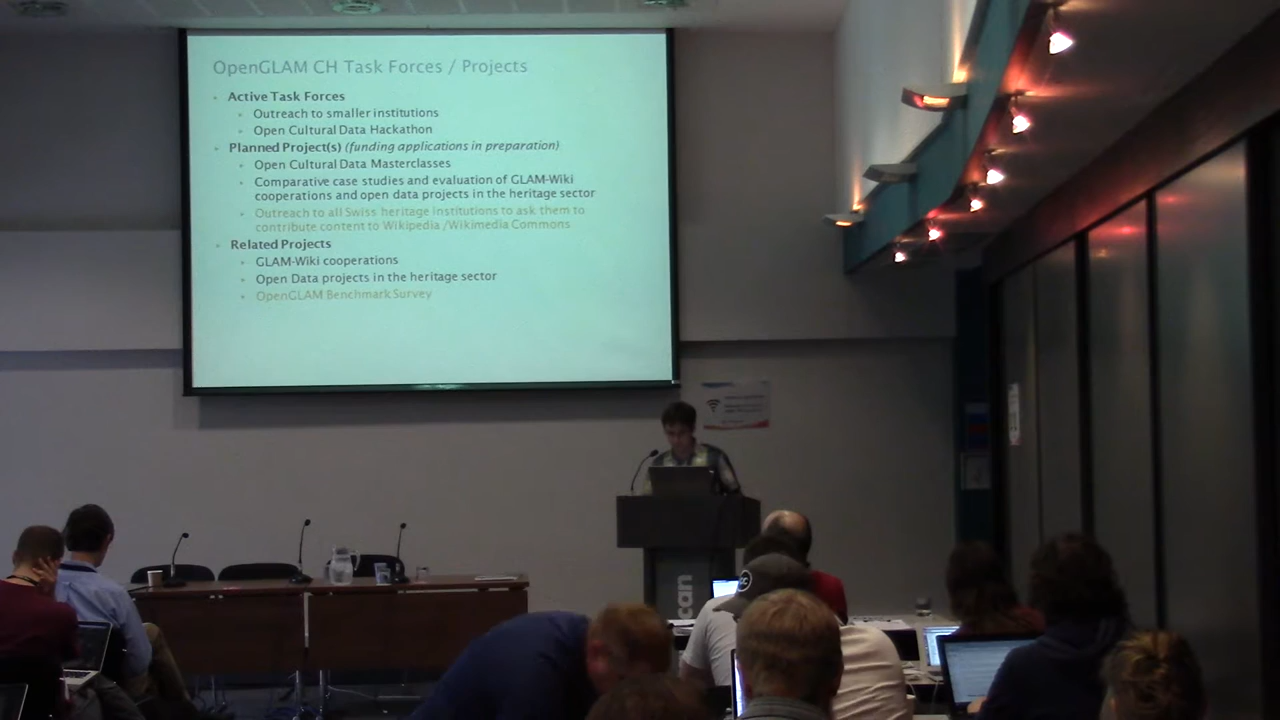 OpenGLAM CH Task Forces / Projects
Active Task Forces
Outreach to smaller institutions
Open Cultural Data Hackathon
Planned Project(s) (funding applications in preparation)
Open Cultural Data Masterclasses
Comparative case studies and evaluation of GLAM-Wiki
cooperations and open data projects in the heritage sector
Outreach to all Swiss heritage institutions to ask them to
contribute content to Wikipedia /Wikimedia Commons
Related Projects
GLAM-Wiki cooperations
Open Data projects in the heritage sector
OpenGLAM Benchmark Survey
can